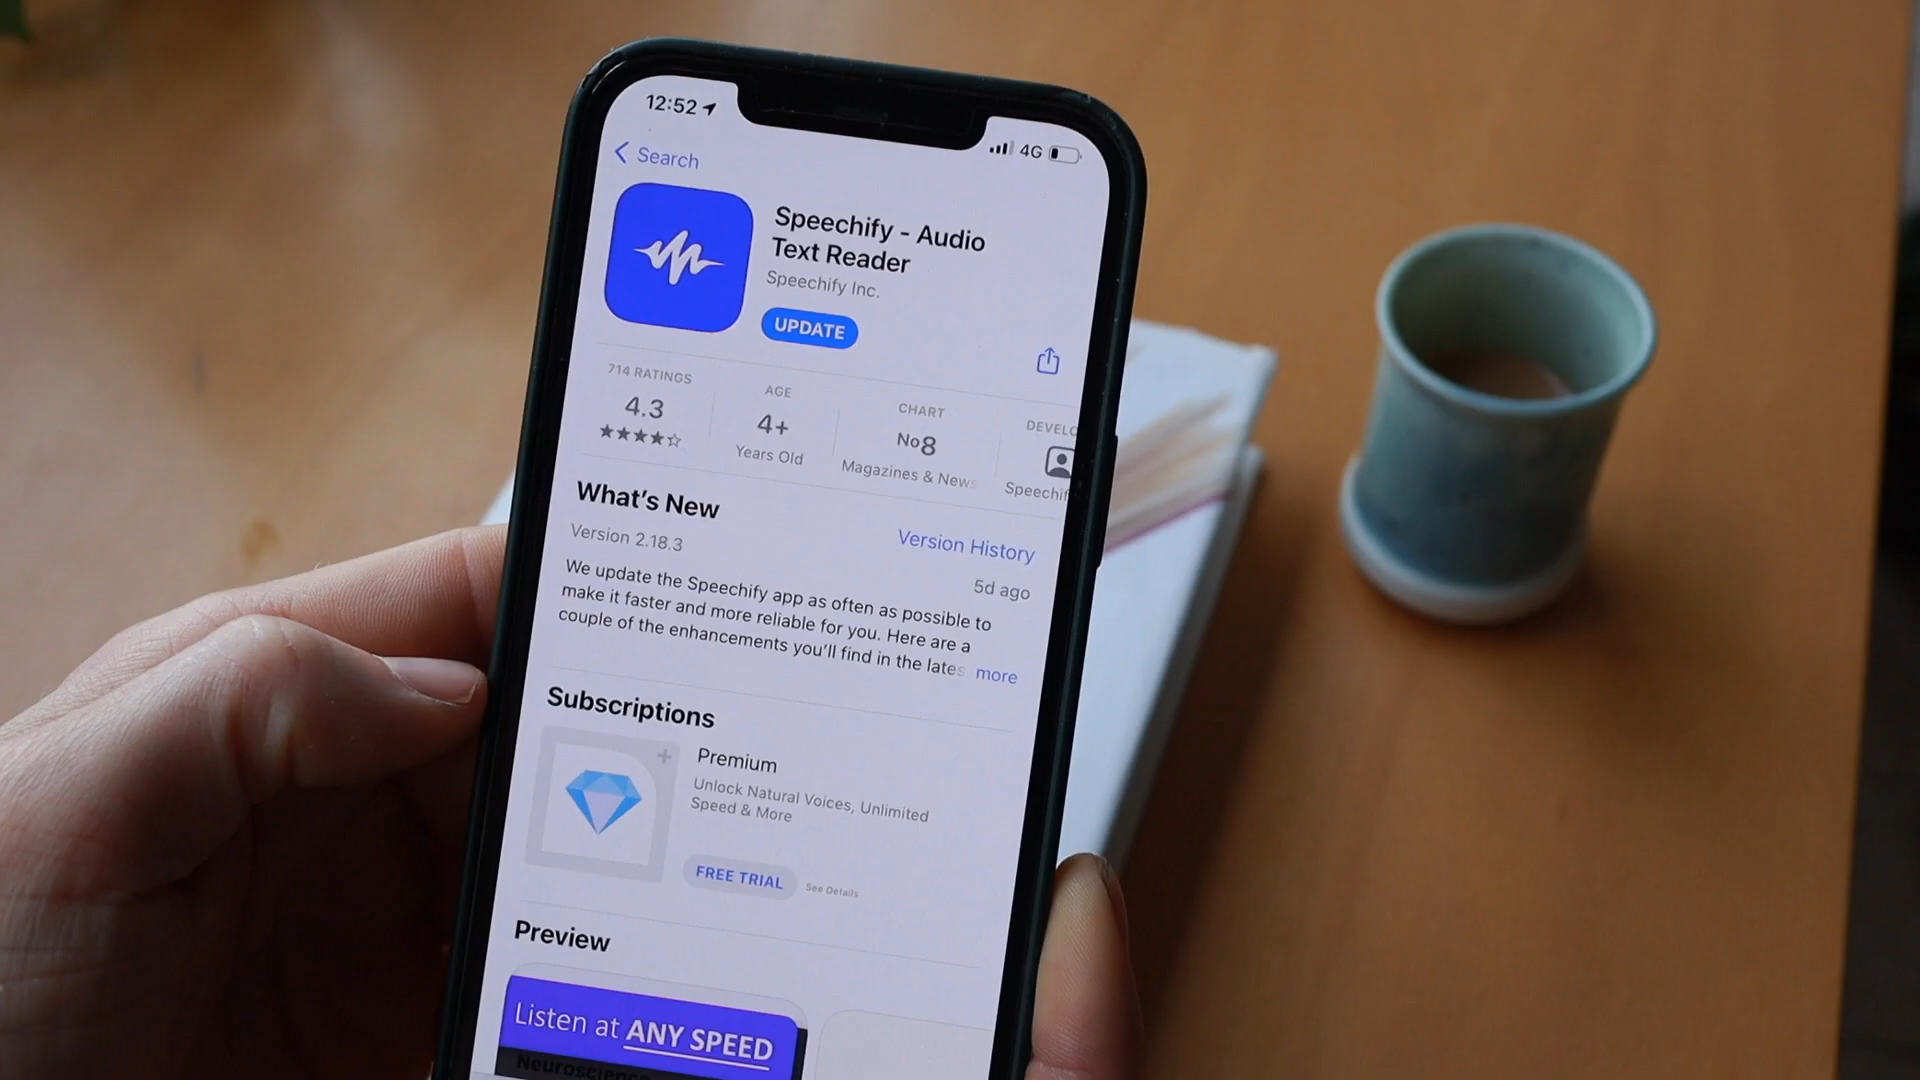 12:52
4G
Search
Speechify - Audio
Text Reader
Speechify Inc.
UPDATE
714 RATINGS
4.3
AGE
4+
Years Old
CHART
No8
Magazines & News
DEVELO
Speechif
What's New
Version History
Version 2.18.3
5d ago
We update the Speechify app as often as possible to
make it faster and more reliable for you. Here are a
couple of the enhancements you'll find in the lates more
Subscriptions
Premium
Unlock Natural Voices, Unlimited
Speed & More
FREE TRIAL
See Details
Preview
Listen at ANY SPEED
Neuroscience